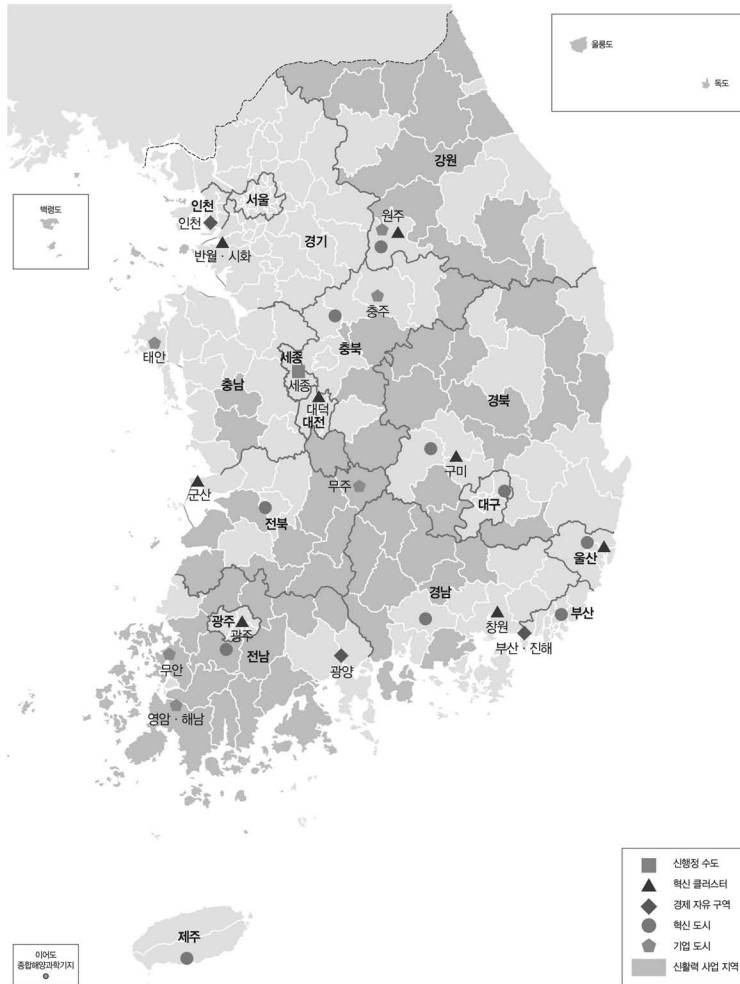 울릉도
독도
강원
백령도
인천
서울
인천
원주
경기
반월 · 시화
충주
태안
세종
충북
세종
충남
경북
대덕
대전
구미
무주
군산
대구
전북
울산
경남
광주
광주
창원
부산
부산 · 진해
전남
무안
광양
영암 · 해남
제주
이어도
종합해양과학기지
신행정 수도
혁신 클러스터
경제 자유 구역
혁신 도시
기업 도시
신활력 사업 지역